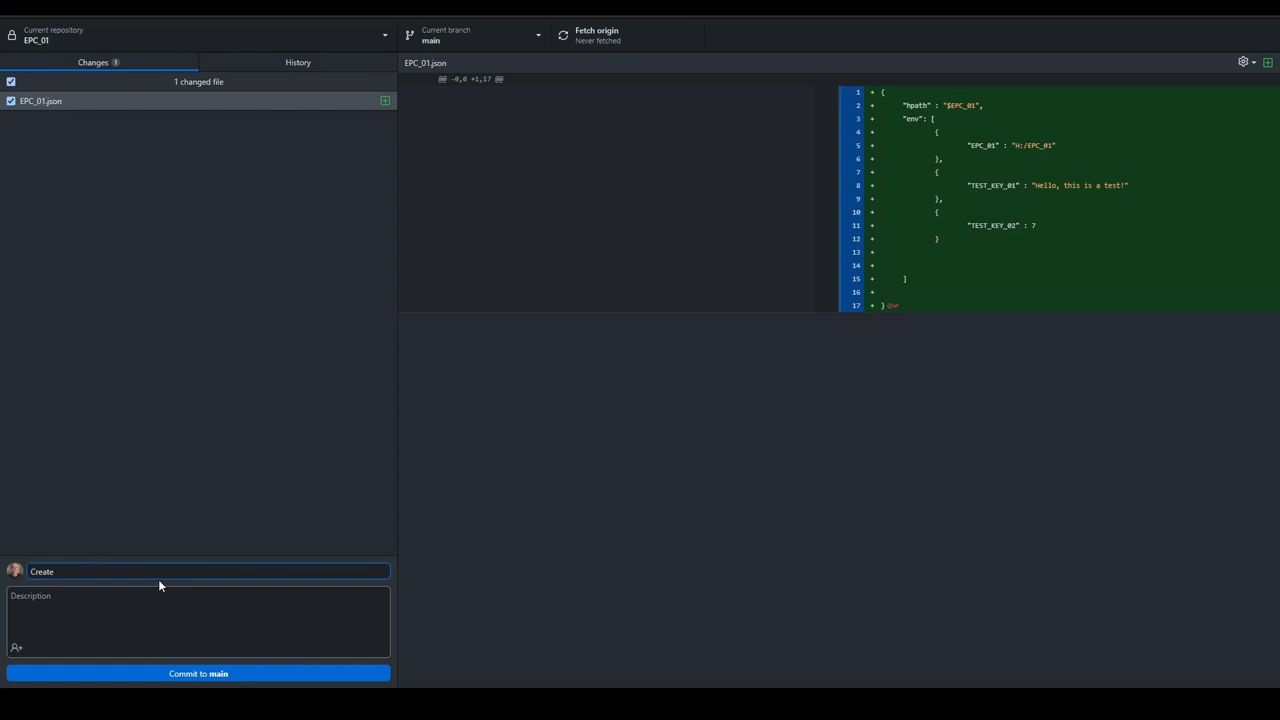 Current repository
EPC_01
Current branch
main
Fetch origin
Never fetched
Changes 1
History
1 changed file
EPC_01.json
EPC_01.json
@@ -0,0 +1,17 @@
1 + {
2 + "hpath" : "$EPC_01",
3 + "env": [
4 + {
5 + "EPC_01" : "H:/EPC_01"
6 + },
7 + {
8 + "TEST_KEY_01" : "Hello, this is a test!"
9 + },
10 + {
11 + "TEST_KEY_02" : 7
12 + }
13 +
14 +
15 + ]
16 +
17 + }
Create
Description
Commit to main